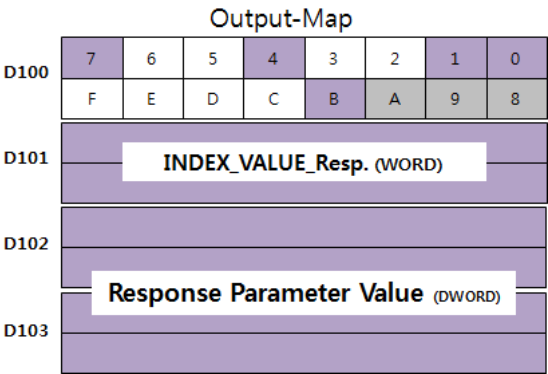 Output-Map
D100
7 6 5 4 3 2 1 0
F E D C B A 9 8
D101
INDEX_VALUE_Resp. (WORD)
D102
Response Parameter Value (DWORD)
D103